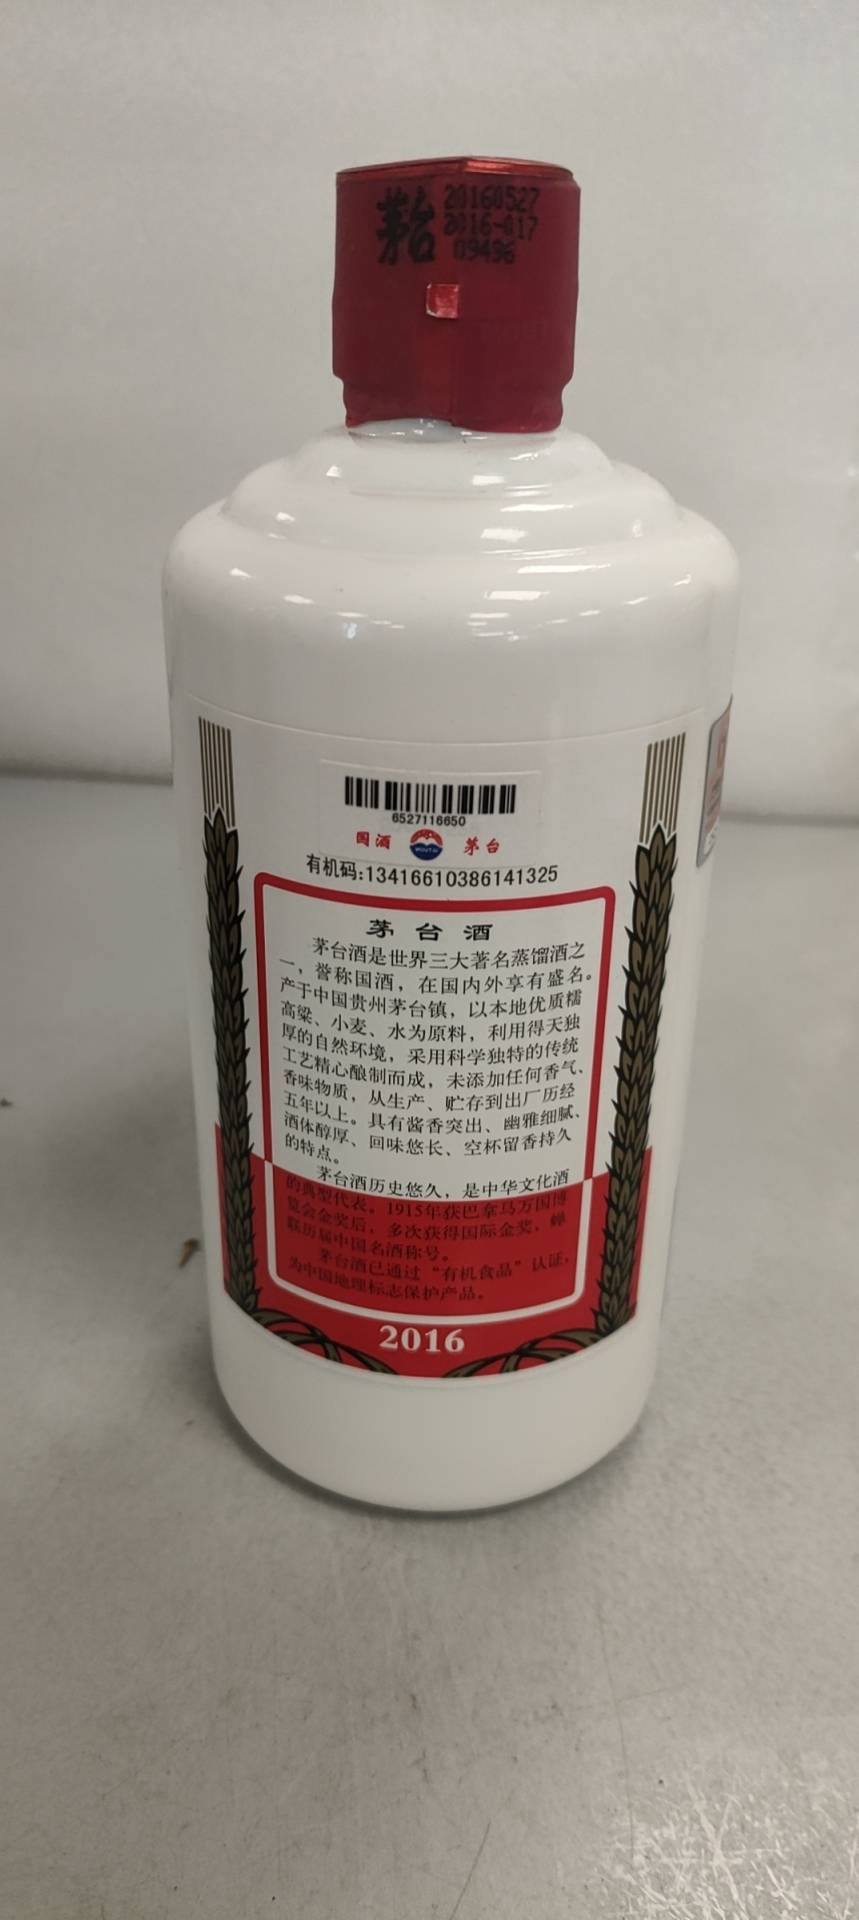 茅台 20160527
2016-017
09496
6527116650
国酒 MOUTAI 茅台
有机码:13416610386141325
茅台酒
茅台酒是世界三大著名蒸馏酒之
一，誉称国酒，在国内外享有盛名。
产于中国贵州茅台镇，以本地优质糯
高粱、小麦、水为原料，利用得天独
厚的自然环境，采用科学独特的传统
工艺精心酿制而成，未添加任何香气、
香味物质，从生产、贮存到出厂历经
五年以上。具有酱香突出、幽雅细腻、
酒体醇厚、回味悠长、空杯留香持久
的特点。
茅台酒历史悠久，是中华文化酒
的典型代表。1915年获巴拿马万国博
览会金奖后，多次获得国际金奖，蝉
联历届中国名酒称号。
茅台酒已通过“有机食品”认证，
为中国地理标志保护产品。
2016